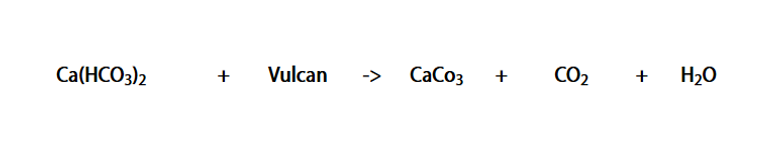 Ca(HCO₃)₂ + Vulcan -> CaCo₃ + CO₂ + H₂O